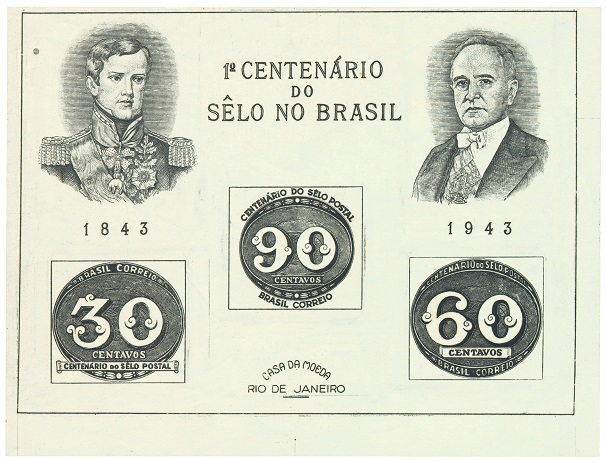 1º CENTENÁRIO
DO
SÊLO NO BRASIL
1843
1943
CENTENÁRIO DO SÊLO POSTAL
90
CENTAVOS
BRASIL CORREIO
BRASIL CORREIO
30
CENTAVOS
CENTENÁRIO DO SÊLO POSTAL
CENTENARIO DO SÊLO POSTAL
60
CENTAVOS
BRASIL CORREIO
CASA DA MOEDA
RIO DE JANEIRO